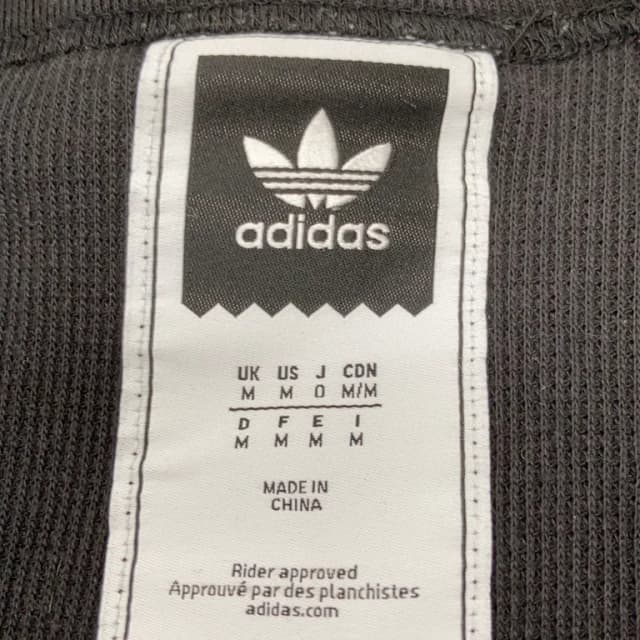 adidas
UK US J CDN
M M O M/M
D F E I
M M M M
MADE IN
CHINA
Rider approved
Approuvé par des planchistes
adidas.com